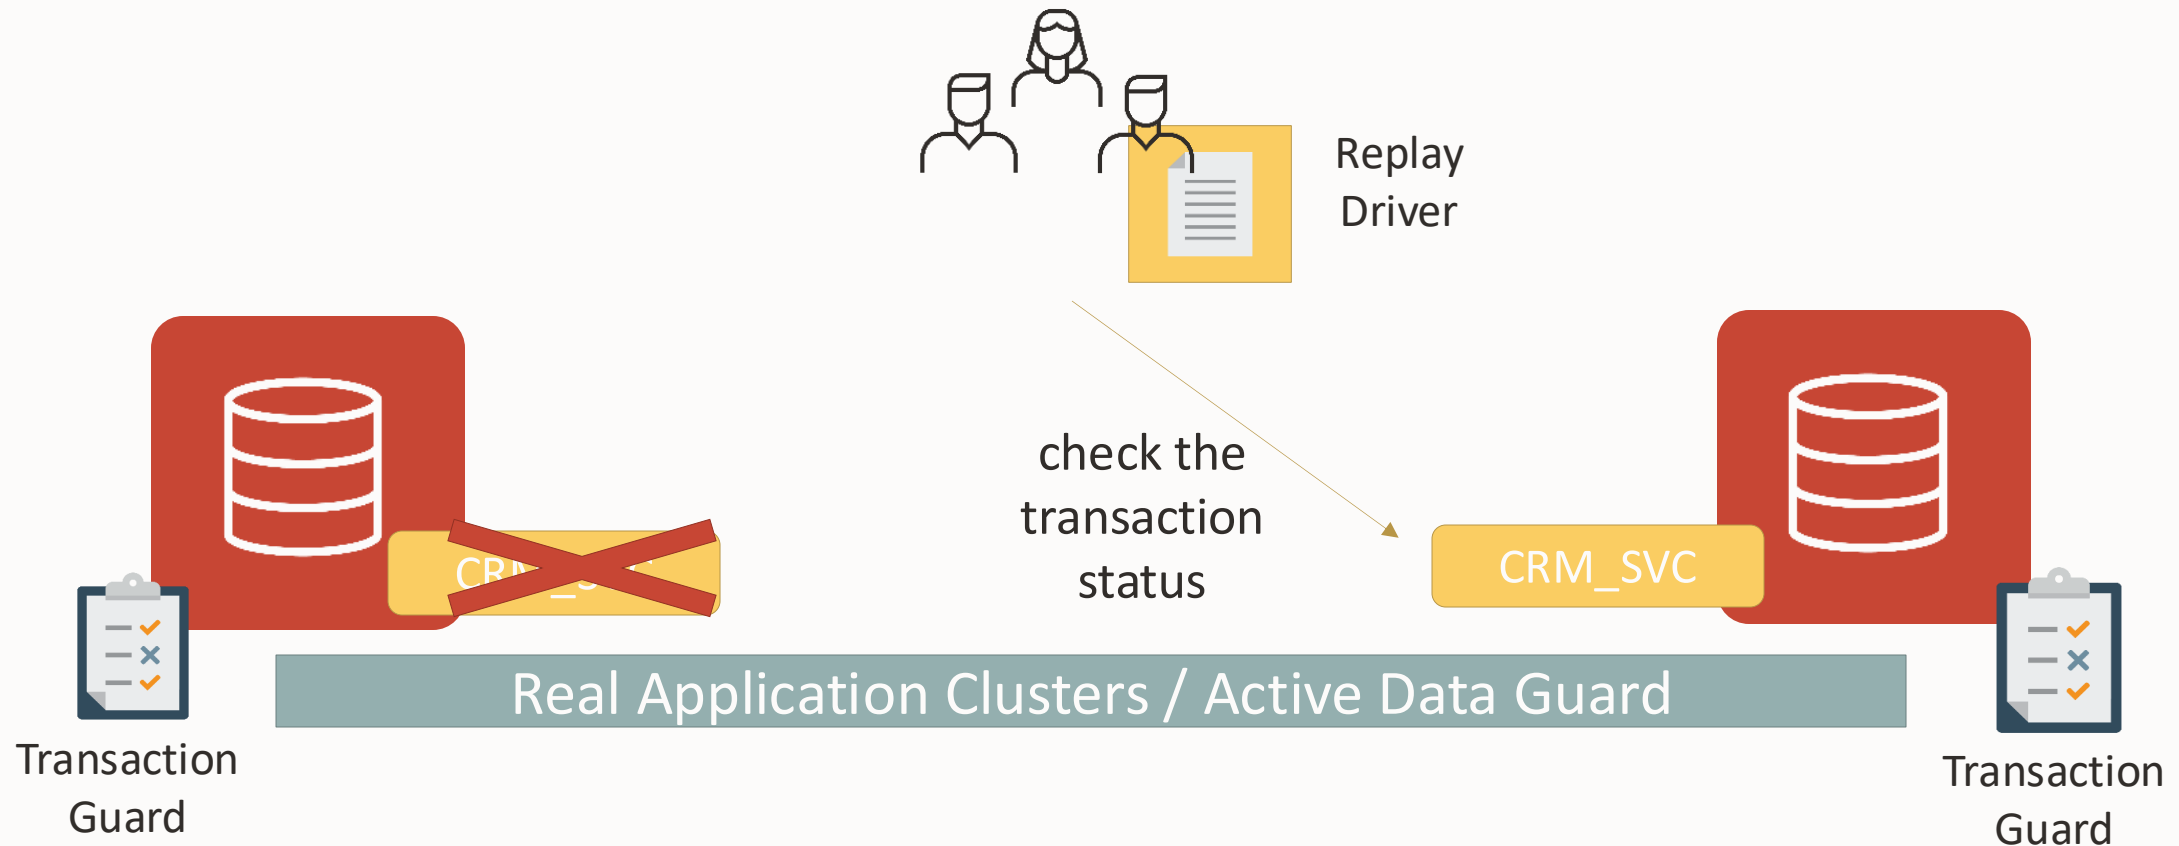 Replay
Driver
check the
transaction
status
CRM_SVC
Real Application Clusters / Active Data Guard
Transaction
Guard
Transaction
Guard